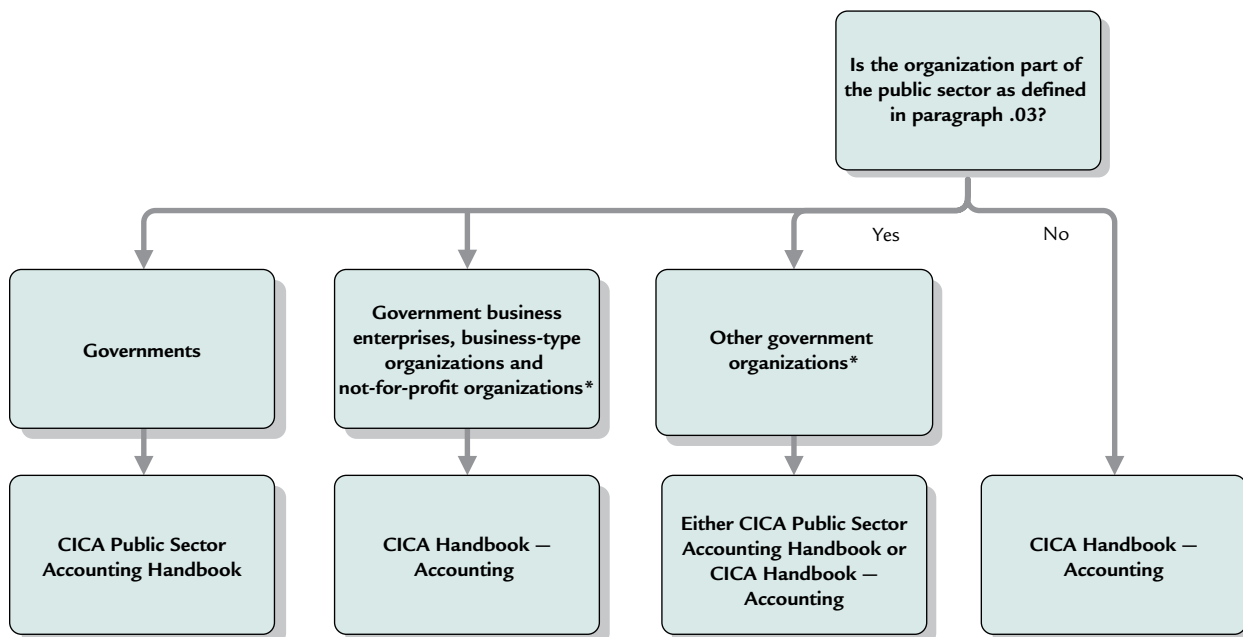 Is the organization part of
the public sector as defined
in paragraph .03?
Yes
No
Governments
Government business
enterprises, business-type
organizations and
not-for-profit organizations*
Other government
organizations*
CICA Public Sector
Accounting Handbook
CICA Handbook —
Accounting
Either CICA Public Sector
Accounting Handbook or
CICA Handbook —
Accounting
CICA Handbook —
Accounting